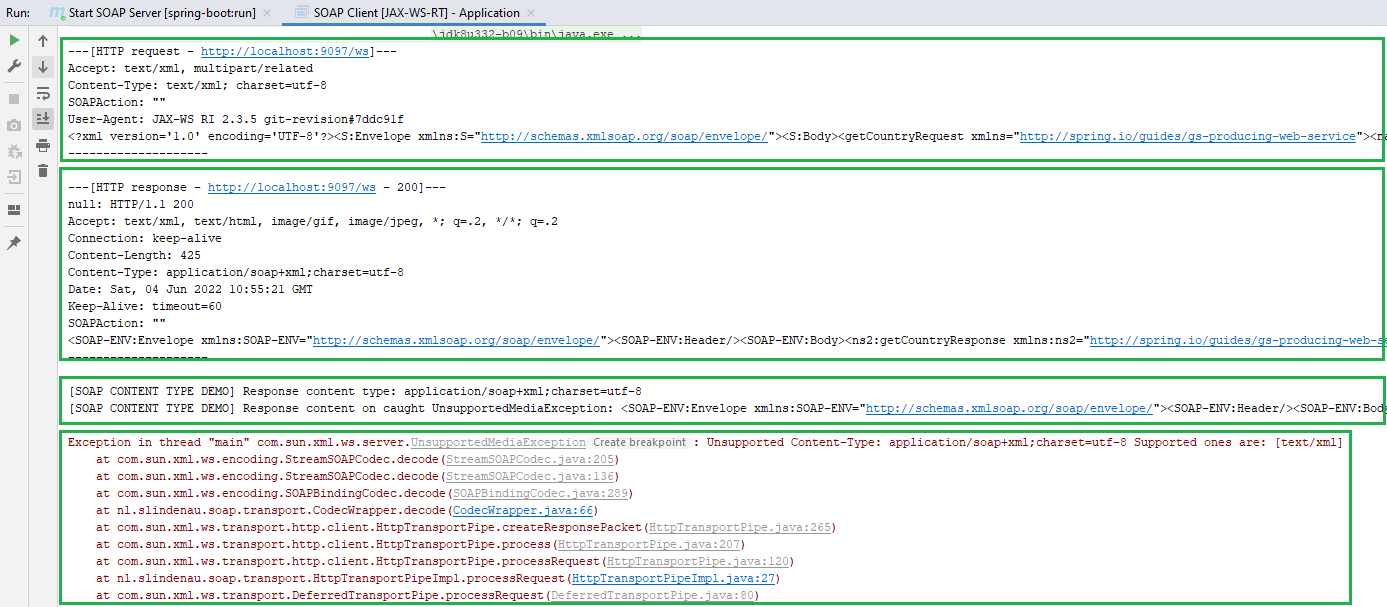 Run: Start SOAP Server [spring-boot:run] × SOAP Client [JAX-WS-RT] - Application ×
\jdk8u332-b09\bin\java.exe ...
---[HTTP request - http://localhost:9097/ws]---
Accept: text/xml, multipart/related
Content-Type: text/xml; charset=utf-8
SOAPAction: ""
User-Agent: JAX-WS RI 2.3.5 git-revision#7ddc91f
<?xml version='1.0' encoding='UTF-8'?><S:Envelope xmlns:S="http://schemas.xmlsoap.org/soap/envelope/"><S:Body><getCountryRequest xmlns="http://spring.io/guides/gs-producing-web-service"><na
--------------------
---[HTTP response - http://localhost:9097/ws - 200]---
null: HTTP/1.1 200
Accept: text/xml, text/html, image/gif, image/jpeg, *; q=.2, */*; q=.2
Connection: keep-alive
Content-Length: 425
Content-Type: application/soap+xml;charset=utf-8
Date: Sat, 04 Jun 2022 10:55:21 GMT
Keep-Alive: timeout=60
SOAPAction: ""
<SOAP-ENV:Envelope xmlns:SOAP-ENV="http://schemas.xmlsoap.org/soap/envelope/"><SOAP-ENV:Header/><SOAP-ENV:Body><ns2:getCountryResponse xmlns:ns2="http://spring.io/guides/gs-producing-web-se
--------------------
[SOAP CONTENT TYPE DEMO] Response content type: application/soap+xml;charset=utf-8
[SOAP CONTENT TYPE DEMO] Response content on caught UnsupportedMediaException: <SOAP-ENV:Envelope xmlns:SOAP-ENV="http://schemas.xmlsoap.org/soap/envelope/"><SOAP-ENV:Header/><SOAP-ENV:Body
Exception in thread "main" com.sun.xml.ws.server.UnsupportedMediaException Create breakpoint : Unsupported Content-Type: application/soap+xml;charset=utf-8 Supported ones are: [text/xml]
at com.sun.xml.ws.encoding.StreamSOAPCodec.decode(StreamSOAPCodec.java:205)
at com.sun.xml.ws.encoding.StreamSOAPCodec.decode(StreamSOAPCodec.java:136)
at com.sun.xml.ws.encoding.SOAPBindingCodec.decode(SOAPBindingCodec.java:289)
at nl.slindenau.soap.transport.CodecWrapper.decode(CodecWrapper.java:66)
at com.sun.xml.ws.transport.http.client.HttpTransportPipe.createResponsePacket(HttpTransportPipe.java:265)
at com.sun.xml.ws.transport.http.client.HttpTransportPipe.process(HttpTransportPipe.java:207)
at com.sun.xml.ws.transport.http.client.HttpTransportPipe.processRequest(HttpTransportPipe.java:120)
at nl.slindenau.soap.transport.HttpTransportPipeImpl.processRequest(HttpTransportPipeImpl.java:27)
at com.sun.xml.ws.transport.DeferredTransportPipe.processRequest(DeferredTransportPipe.java:80)